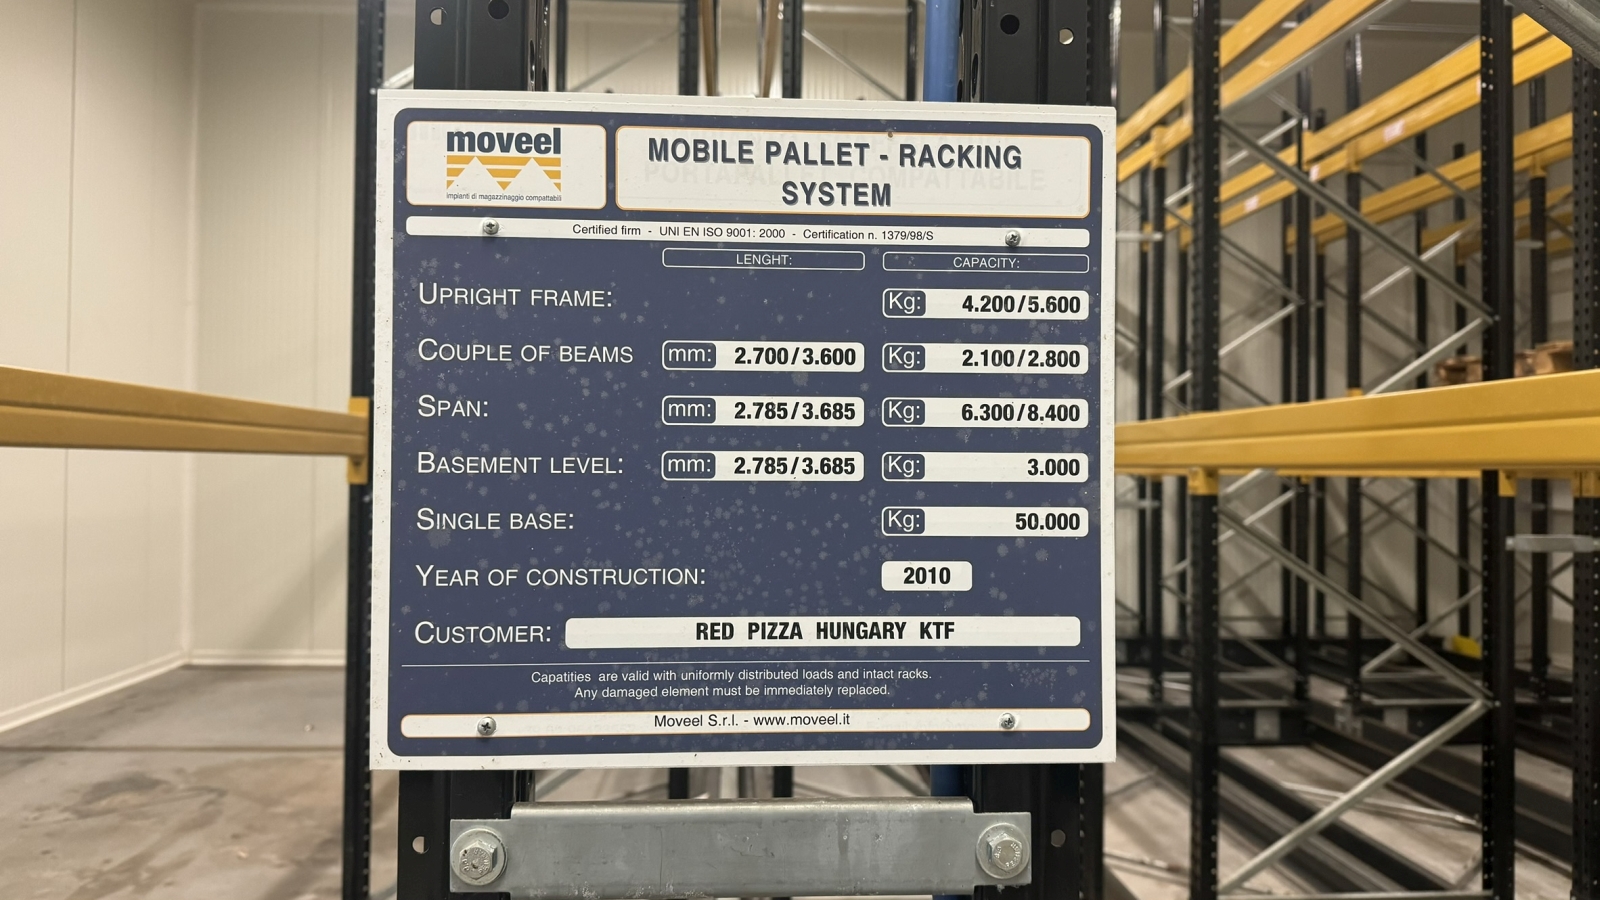 moveel
impianti di magazzinaggio compattabili
MOBILE PALLET - RACKING
SYSTEM
PORTAPALLET COMPATTABILE
Certified firm - UNI EN ISO 9001: 2000 - Certification n. 1379/98/S
LENGHT: CAPACITY:
UPRIGHT FRAME: Kg: 4.200/5.600
COUPLE OF BEAMS mm: 2.700/3.600 Kg: 2.100/2.800
SPAN: mm: 2.785/3.685 Kg: 6.300/8.400
BASEMENT LEVEL: mm: 2.785/3.685 Kg: 3.000
SINGLE BASE: Kg: 50.000
YEAR OF CONSTRUCTION: 2010
CUSTOMER: RED PIZZA HUNGARY KTF
Capatities are valid with uniformly distributed loads and intact racks.
Any damaged element must be immediately replaced.
Moveel S.r.l. - www.moveel.it